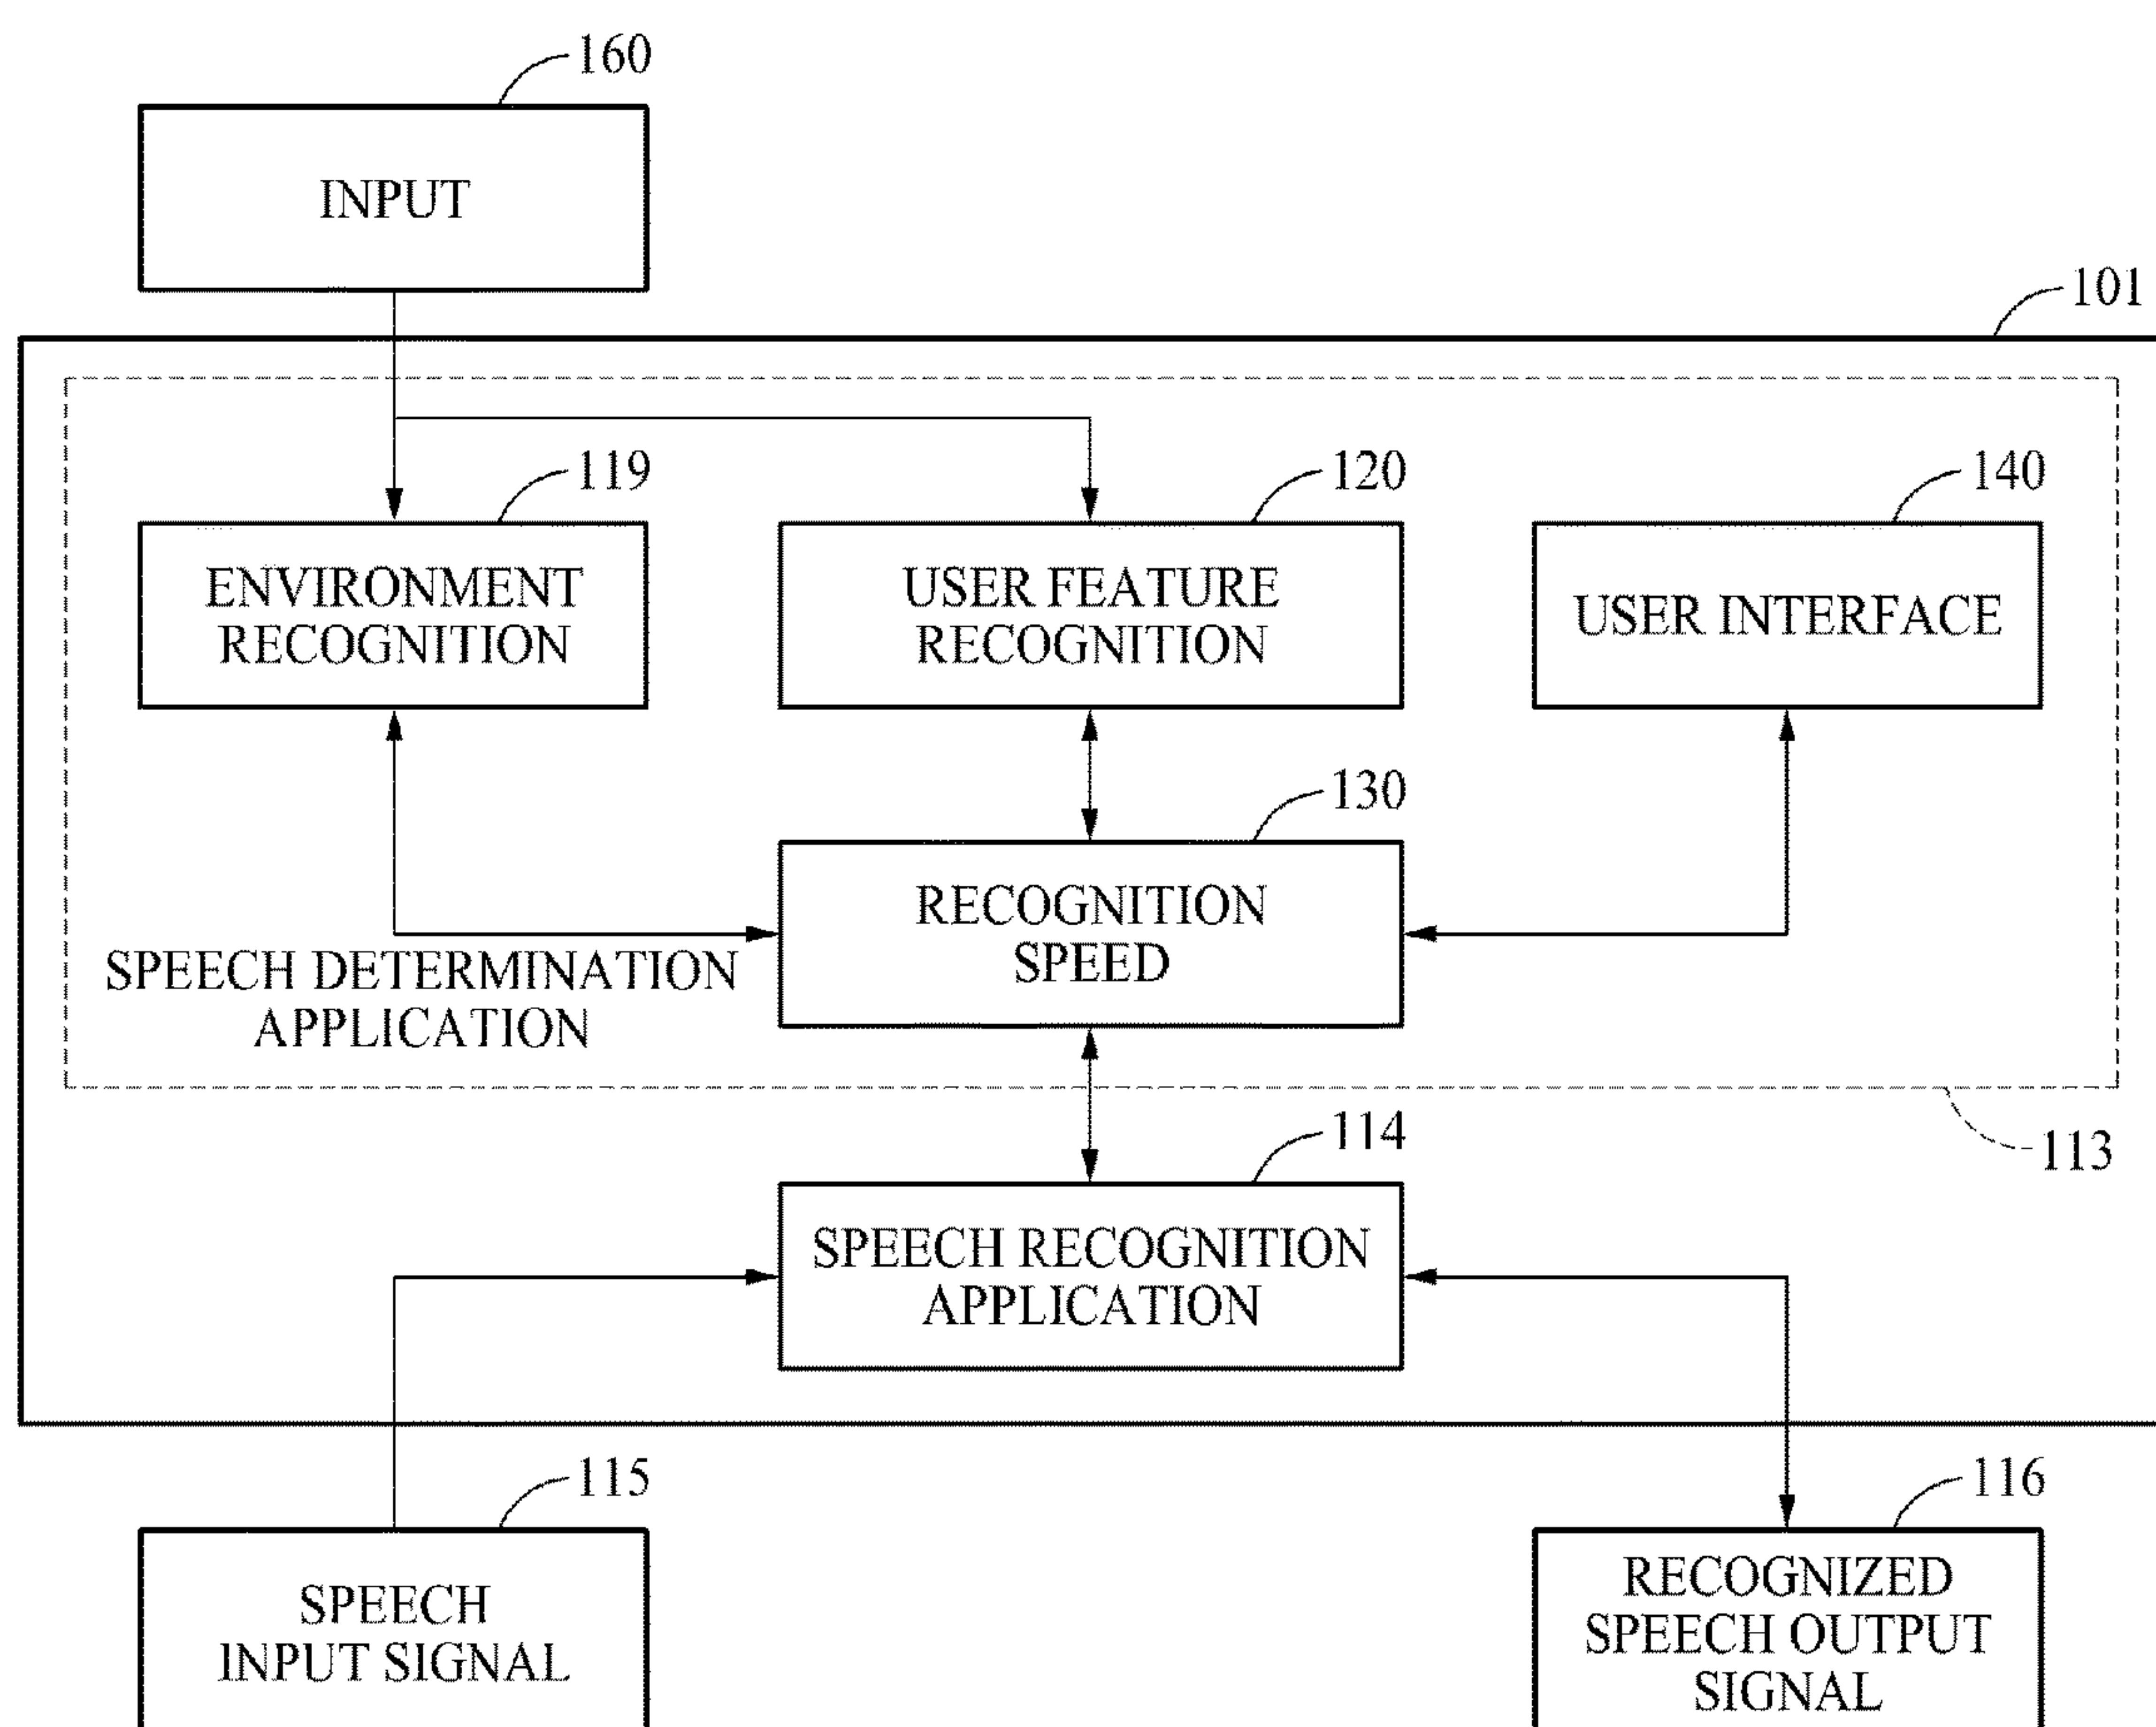 160
INPUT
101
119
120
140
ENVIRONMENT
RECOGNITION
USER FEATURE
RECOGNITION
USER INTERFACE
130
RECOGNITION
SPEED
SPEECH DETERMINATION
APPLICATION
113
114
SPEECH RECOGNITION
APPLICATION
115
116
SPEECH
INPUT SIGNAL
RECOGNIZED
SPEECH OUTPUT
SIGNAL